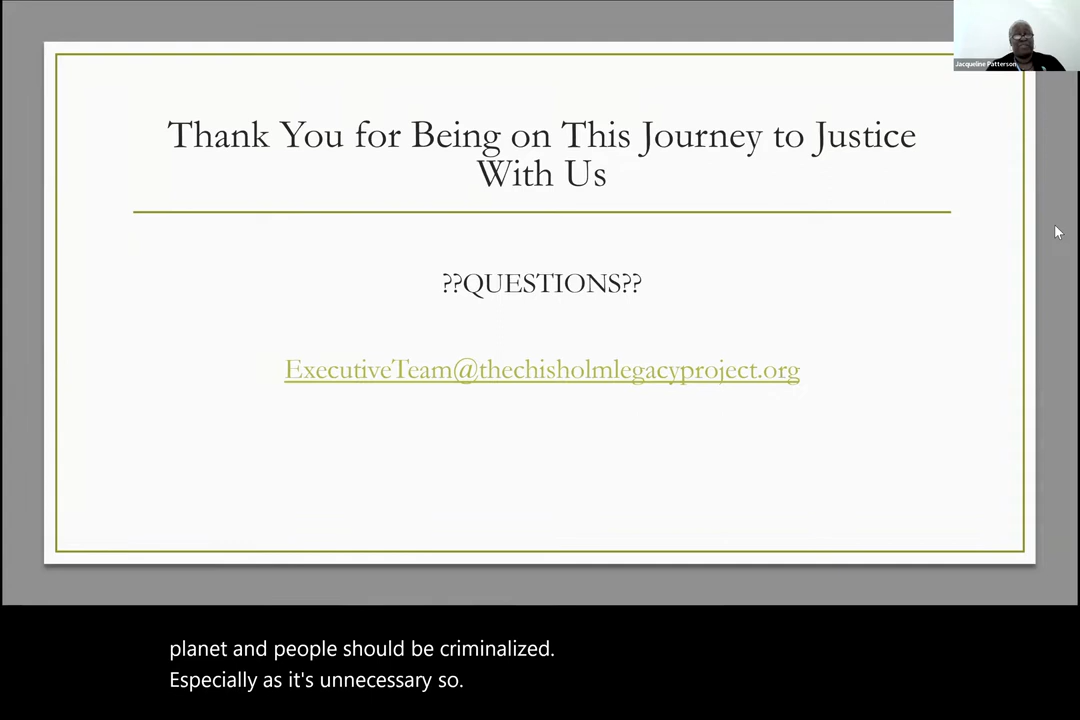 Jacqueline Patterson
Thank You for Being on This Journey to Justice
With Us
??QUESTIONS??
ExecutiveTeam@thechisholmlegacyproject.org
planet and people should be criminalized.
Especially as it's unnecessary so.